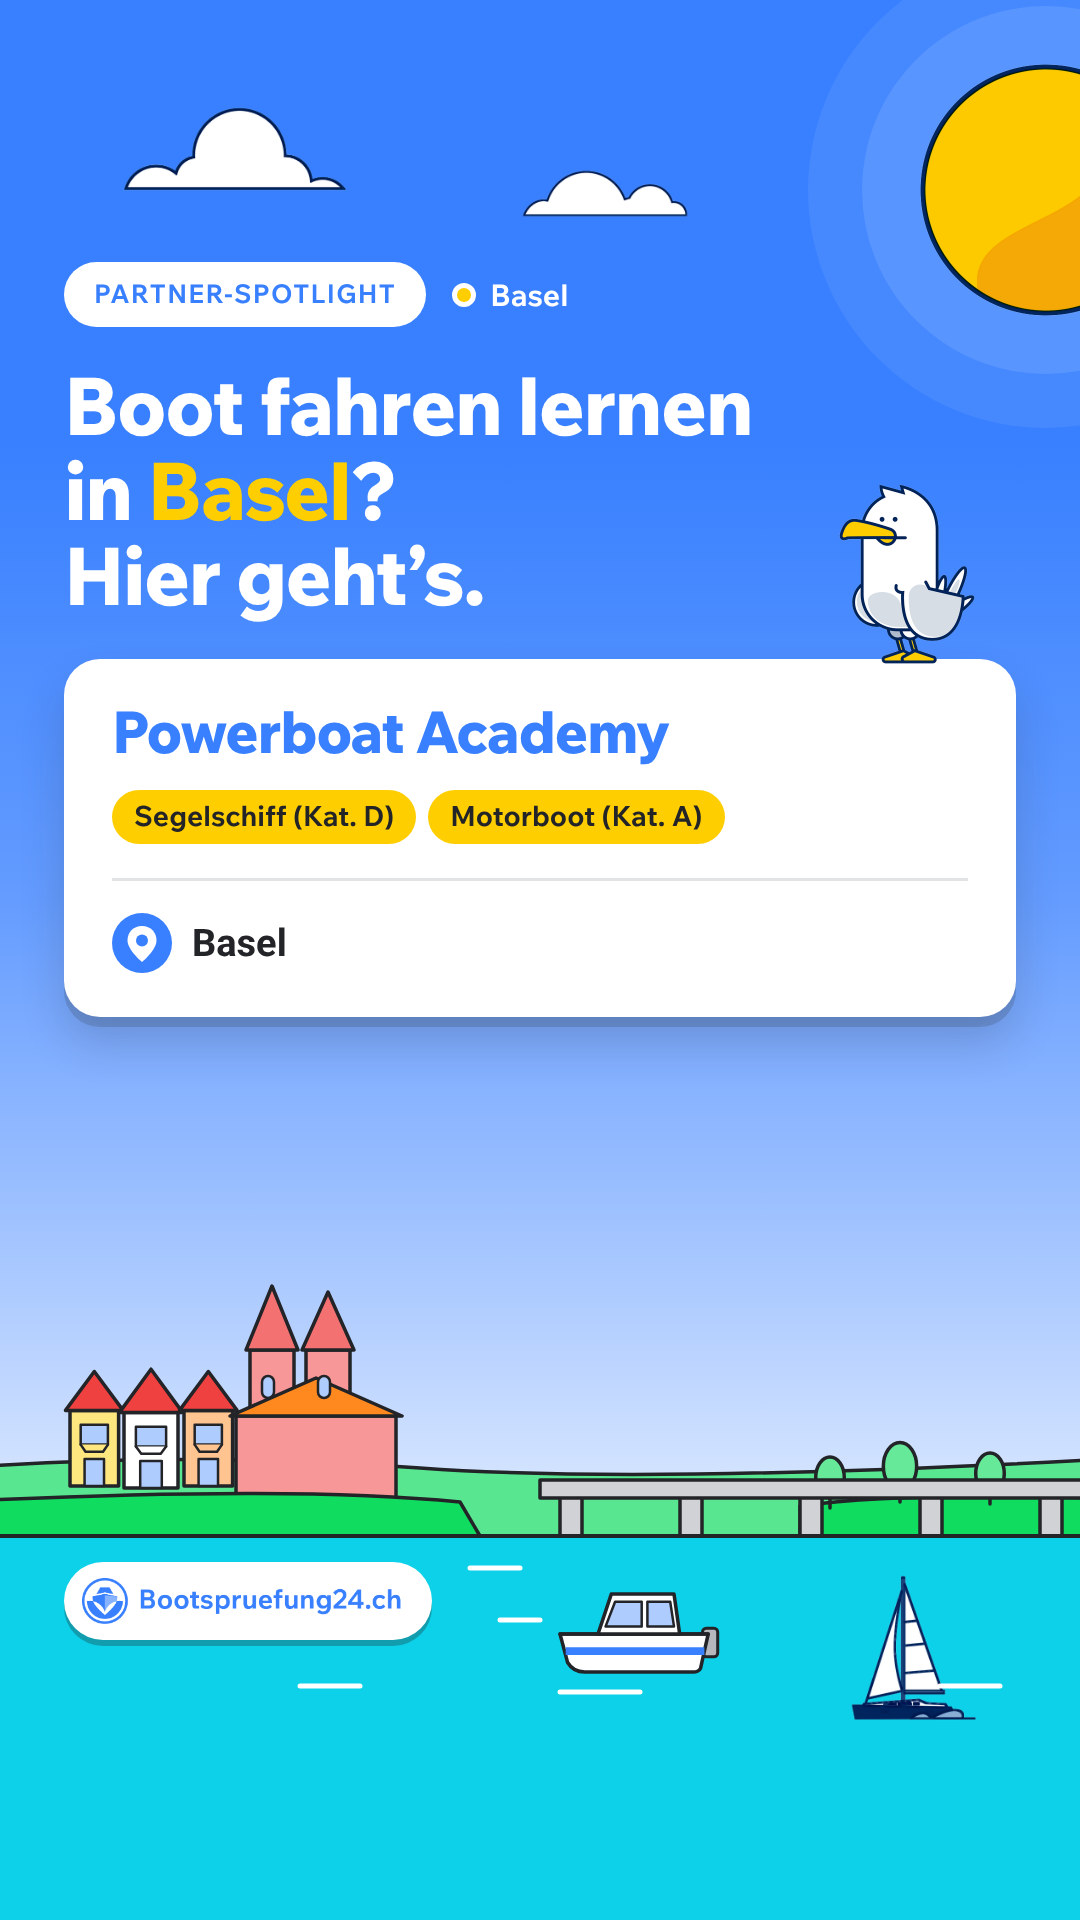 PARTNER-SPOTLIGHT
Basel
Boot fahren lernen
in Basel?
Hier geht’s.
Powerboat Academy
Segelschiff (Kat. D)
Motorboot (Kat. A)
Basel
Bootspruefung24.ch